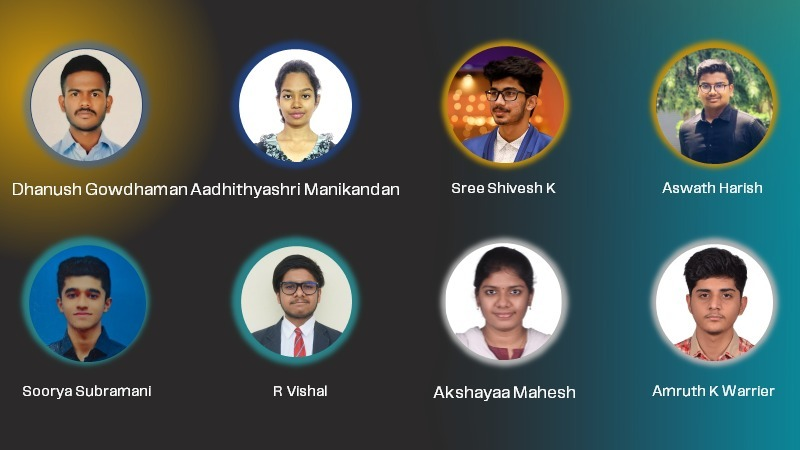 Dhanush Gowdhaman Aadhithyashri Manikandan Sree Shivesh K Aswath Harish
Soorya Subramani R Vishal Akshayaa Mahesh Amruth K Warrier